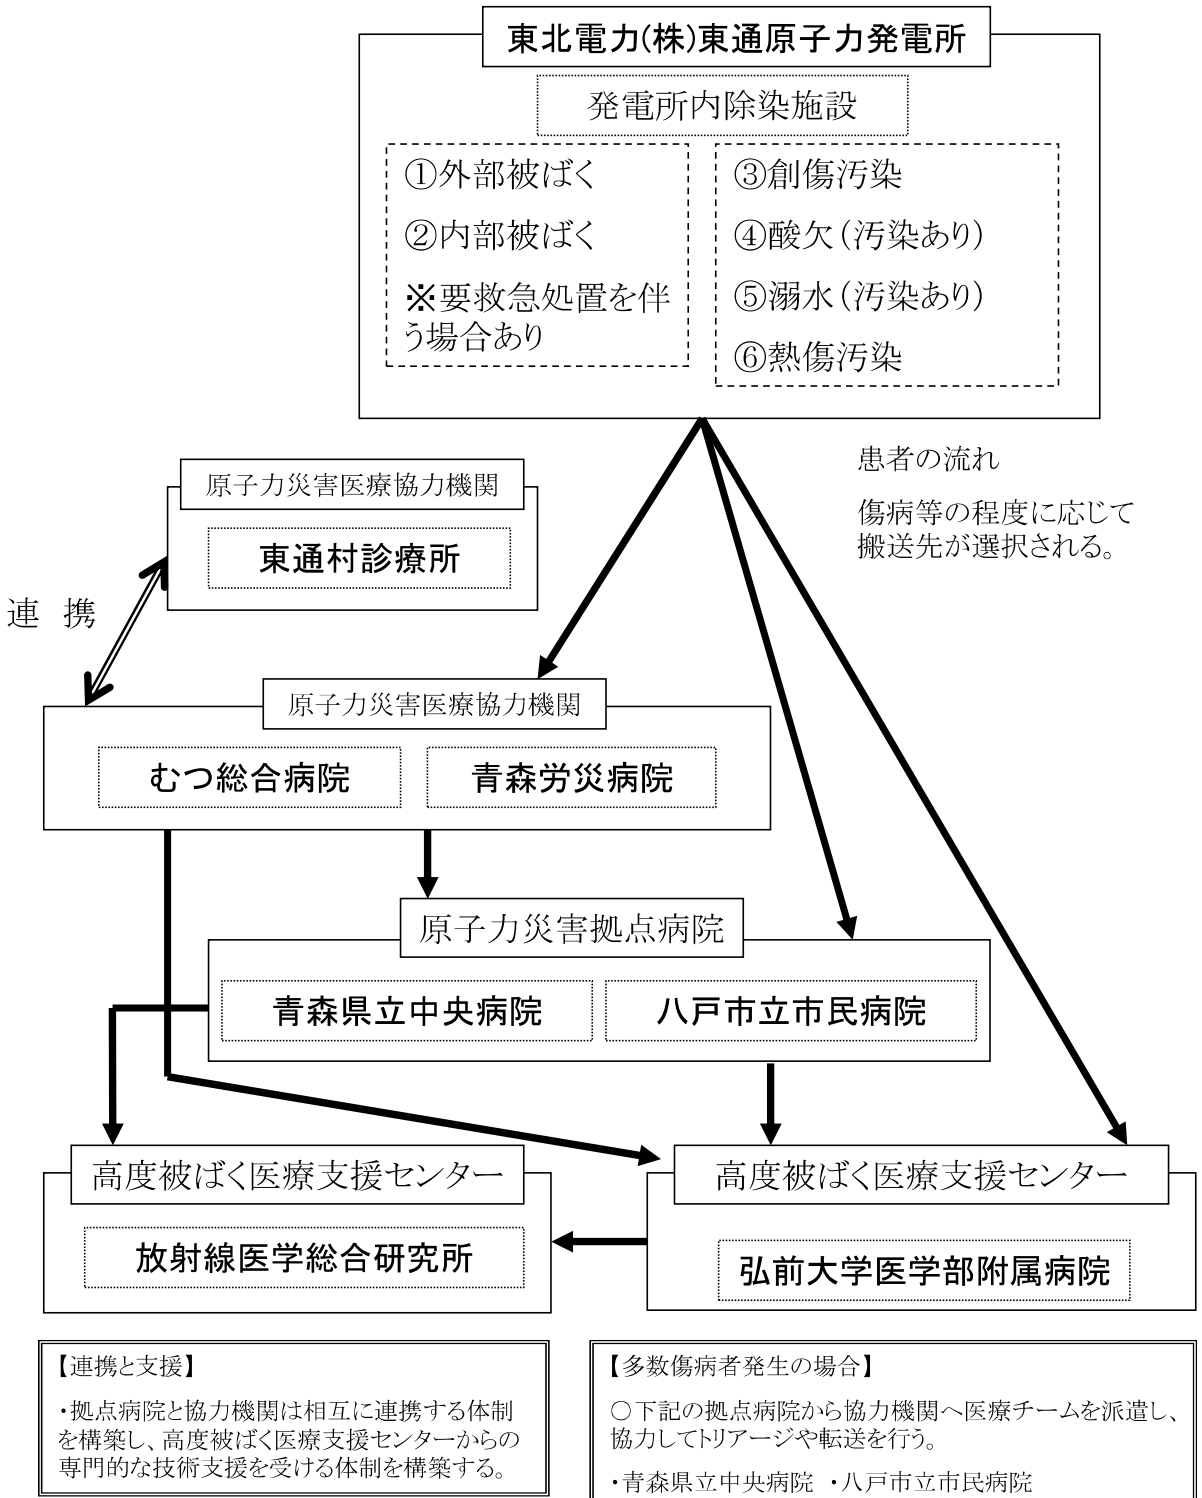 東北電力(株)東通原子力発電所
発電所内除染施設
①外部被ばく
②内部被ばく
※要救急処置を伴
う場合あり
③創傷汚染
④酸欠(汚染あり)
⑤溺水(汚染あり)
⑥熱傷汚染
患者の流れ
傷病等の程度に応じて
搬送先が選択される。
原子力災害医療協力機関
東通村診療所
連 携
原子力災害医療協力機関
むつ総合病院
青森労災病院
原子力災害拠点病院
青森県立中央病院
八戸市立市民病院
高度被ばく医療支援センター
放射線医学総合研究所
高度被ばく医療支援センター
弘前大学医学部附属病院
【連携と支援】
・拠点病院と協力機関は相互に連携する体制
を構築し、高度被ばく医療支援センターからの
専門的な技術支援を受ける体制を構築する。
【多数傷病者発生の場合】
○下記の拠点病院から協力機関へ医療チームを派遣し、
協力してトリアージや転送を行う。
・青森県立中央病院 ・八戸市立市民病院